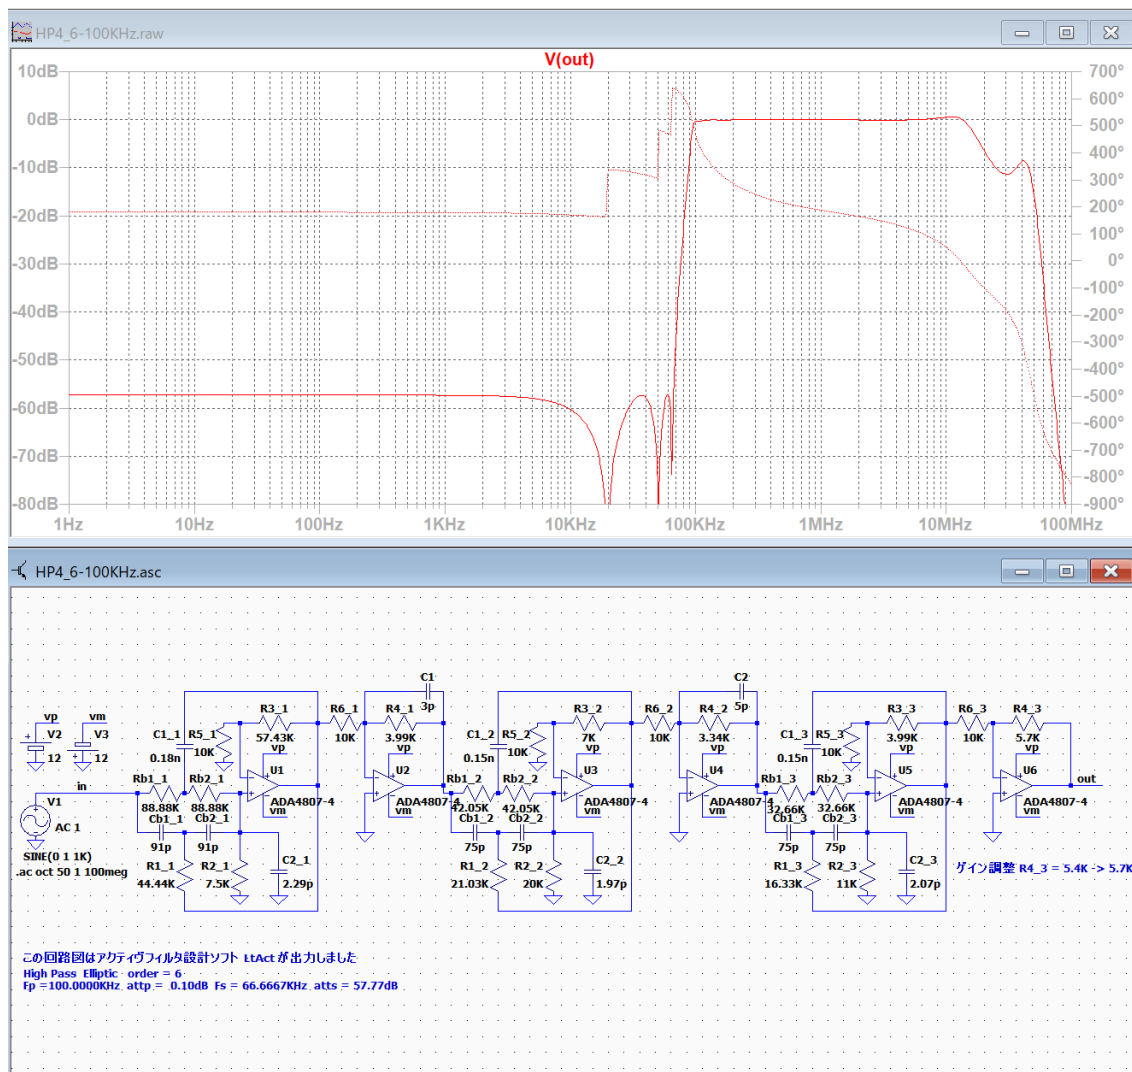 HP4_6-100KHz.raw
V(out)
10dB
0dB
-10dB
-20dB
-30dB
-40dB
-50dB
-60dB
-70dB
-80dB
700°
600°
500°
400°
300°
200°
100°
0°
-100°
-200°
-300°
-400°
-500°
-600°
-700°
-800°
-900°
1Hz 10Hz 100Hz 1KHz 10KHz 100KHz 1MHz 10MHz 100MHz
HP4_6-100KHz.asc
vp vm
V2 V3
12 12
in
V1
AC 1
SINE(0 1 1K)
.ac oct 50 1 100meg
C1_1
0.18n
R5_1
10K
R3_1
57.43K
vp
U1
ADA4807-4
vm
Rb1_1 Rb2_1
88.88K 88.88K
Cb1_1 Cb2_1
91p 91p
R1_1
44.44K
R2_1
7.5K
C2_1
2.29p
R6_1
10K
C1
3p
R4_1
3.99K
vp
U2
ADA4807-4
vm
C1_2
0.15n
R5_2
10K
R3_2
7K
vp
U3
ADA4807-4
vm
Rb1_2 Rb2_2
42.05K 42.05K
Cb1_2 Cb2_2
75p 75p
R1_2
21.03K
R2_2
20K
C2_2
1.97p
R6_2
10K
C2
5p
R4_2
3.34K
vp
U4
ADA4807-4
vm
C1_3
0.15n
R5_3
10K
R3_3
3.99K
vp
U5
ADA4807-4
vm
Rb1_3 Rb2_3
32.66K 32.66K
Cb1_3 Cb2_3
75p 75p
R1_3
16.33K
R2_3
11K
C2_3
2.07p
R6_3
10K
R4_3
5.7K
vp
U6
ADA4807-4
vm
out
ゲイン調整 R4_3 = 5.4K -> 5.7K
この回路図はアクティヴフィルタ設計ソフト LtAct が出力しました
High Pass Elliptic order = 6
Fp =100.0000KHz attp = 0.10dB Fs = 66.6667KHz atts = 57.77dB